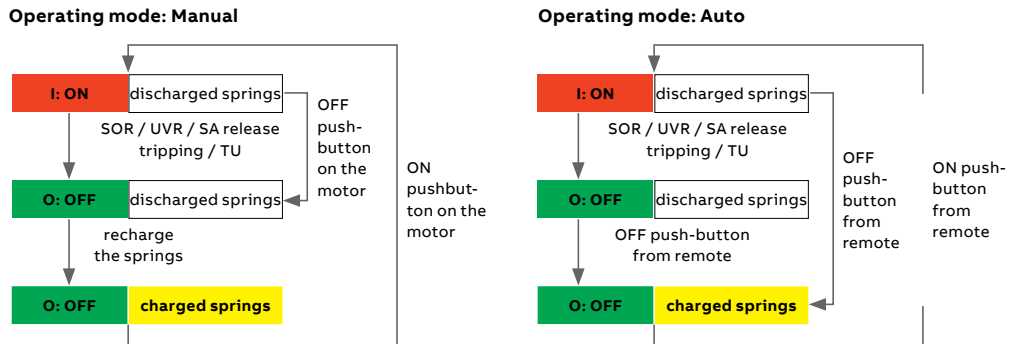 Operating mode: Manual
I: ON
discharged springs
SOR / UVR / SA release
tripping / TU
OFF
push-
button
on the
motor
ON
pushbut-
ton on the
motor
O: OFF
discharged springs
recharge
the springs
O: OFF
charged springs
Operating mode: Auto
I: ON
discharged springs
SOR / UVR / SA release
tripping / TU
OFF
push-
button
from
remote
ON push-
button
from
remote
O: OFF
discharged springs
OFF push-button
from remote
O: OFF
charged springs